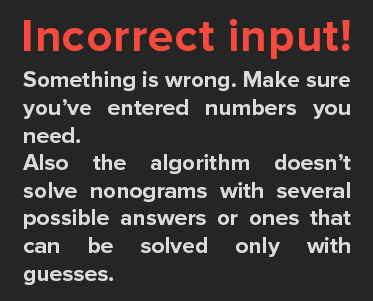 Incorrect input!
Something is wrong. Make sure
you've entered numbers you
need.
Also the algorithm doesn't
solve nonograms with several
possible answers or ones that
can be solved only with
guesses.